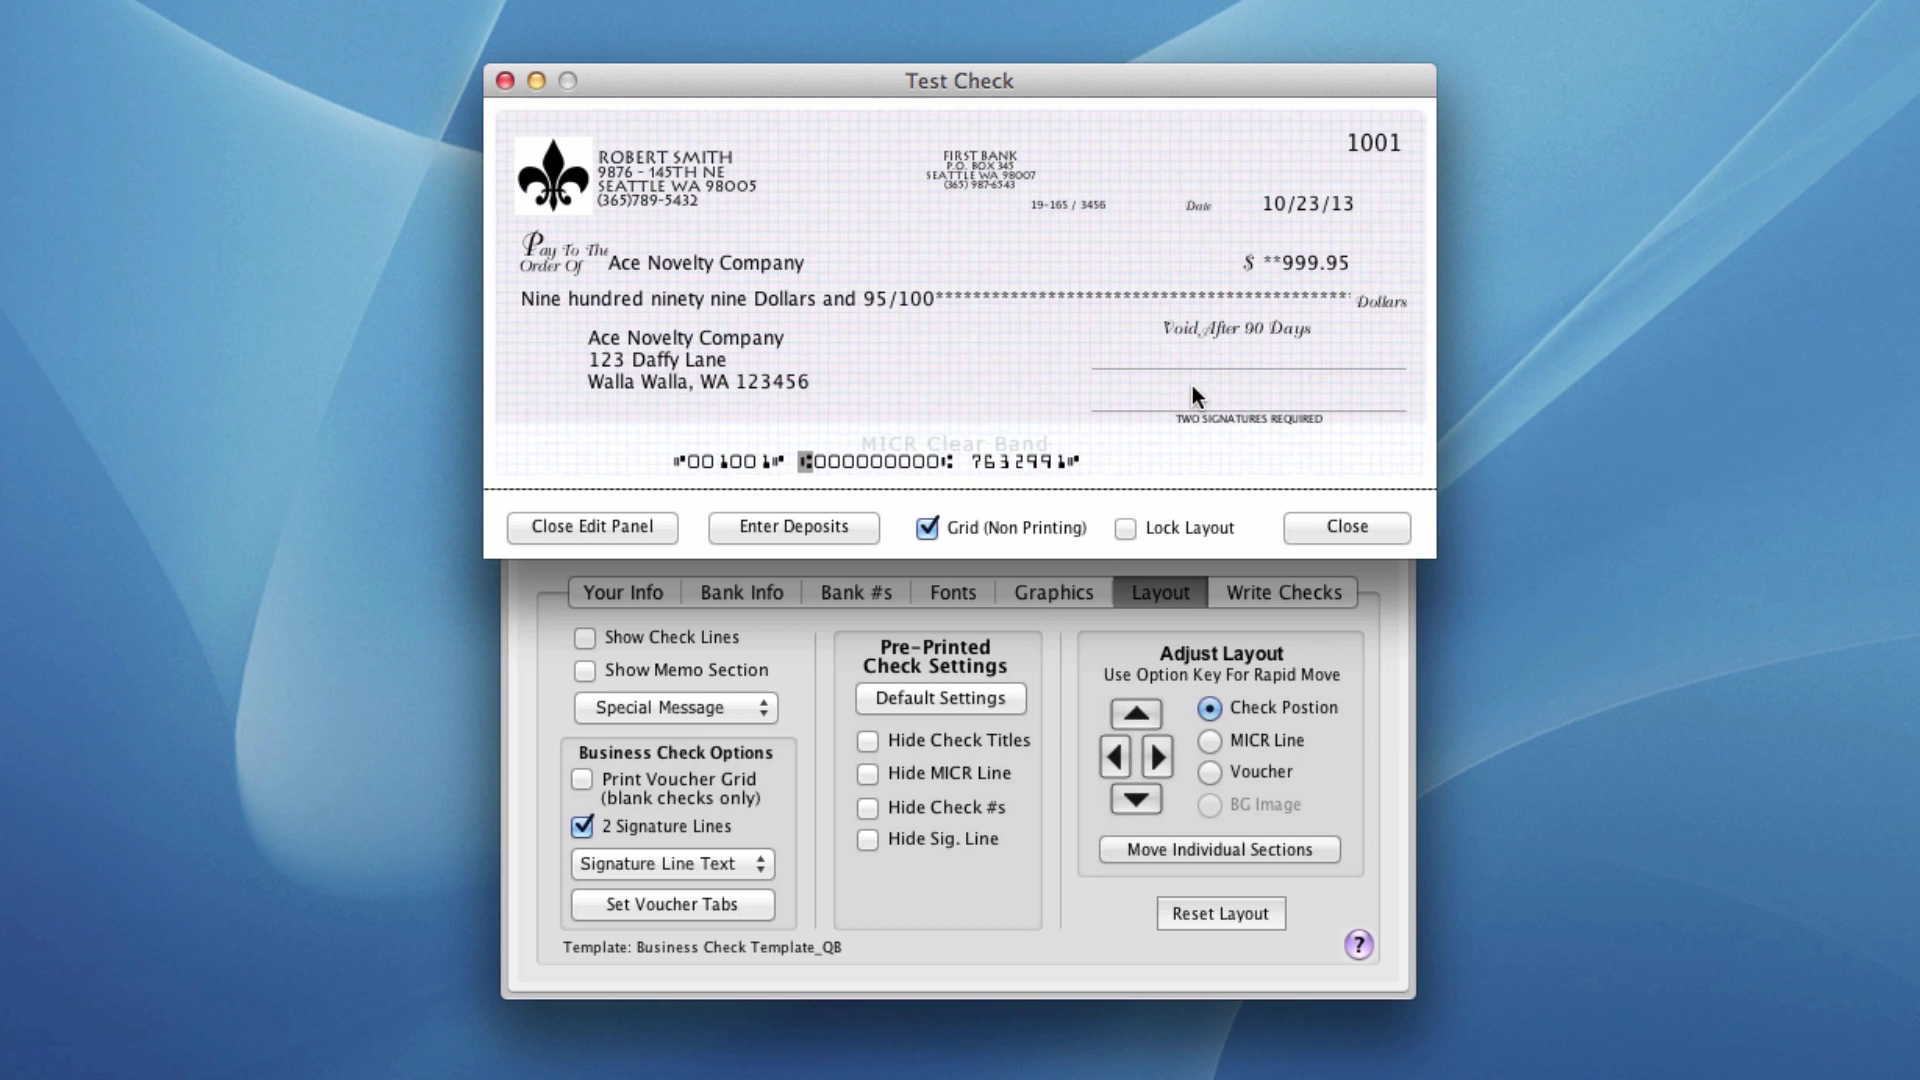 Test Check
1001
ROBERT SMITH
9876 - 145TH NE
SEATTLE WA 98005
(365)789-5432
FIRST BANK
P.O. BOX 345
SEATTLE WA 98007
(365) 987-6543
19-165 / 3456
Date 10/23/13
Pay To The
Order Of Ace Novelty Company
$ **999.95
Nine hundred ninety nine Dollars and 95/100******************************************** Dollars
Void After 90 Days
Ace Novelty Company
123 Daffy Lane
Walla Walla, WA 123456
TWO SIGNATURES REQUIRED
MICR Clear Band
⑈001001⑈ ⑆000000000⑆ 7632991⑈
Close Edit Panel
Enter Deposits
Grid (Non Printing)
Lock Layout
Close
Your Info
Bank Info
Bank #s
Fonts
Graphics
Layout
Write Checks
Show Check Lines
Show Memo Section
Special Message
Business Check Options
Print Voucher Grid
(blank checks only)
2 Signature Lines
Signature Line Text
Set Voucher Tabs
Template: Business Check Template_QB
Pre-Printed
Check Settings
Default Settings
Hide Check Titles
Hide MICR Line
Hide Check #s
Hide Sig. Line
Adjust Layout
Use Option Key For Rapid Move
Check Postion
MICR Line
Voucher
BG Image
Move Individual Sections
Reset Layout
?